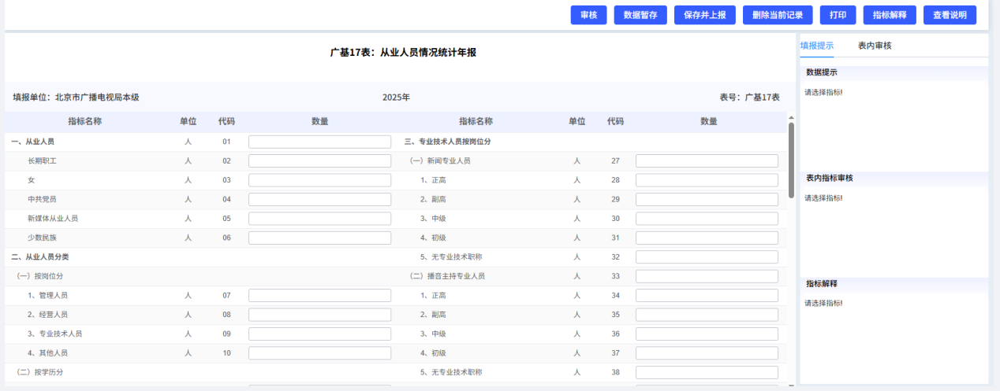 审核 数据暂存 保存并上报 删除当前记录 打印 指标解释 查看说明
广基17表：从业人员情况统计年报
填报单位：北京市广播电视局本级 2025年 表号：广基17表
指标名称 单位 代码 数量 指标名称 单位 代码 数量
一、从业人员 人 01 三、专业技术人员按岗位分
长期职工 人 02 （一）新闻专业人员 人 27
女 人 03 1、正高 人 28
中共党员 人 04 2、副高 人 29
新媒体从业人员 人 05 3、中级 人 30
少数民族 人 06 4、初级 人 31
二、从业人员分类 5、无专业技术职称 人 32
（一）按岗位分 （二）播音主持专业人员 人 33
1、管理人员 人 07 1、正高 人 34
2、经营人员 人 08 2、副高 人 35
3、专业技术人员 人 09 3、中级 人 36
4、其他人员 人 10 4、初级 人 37
（二）按学历分 5、无专业技术职称 人 38
填报提示 表内审核
数据提示
请选择指标!
表内指标审核
请选择指标!
指标解释
请选择指标!